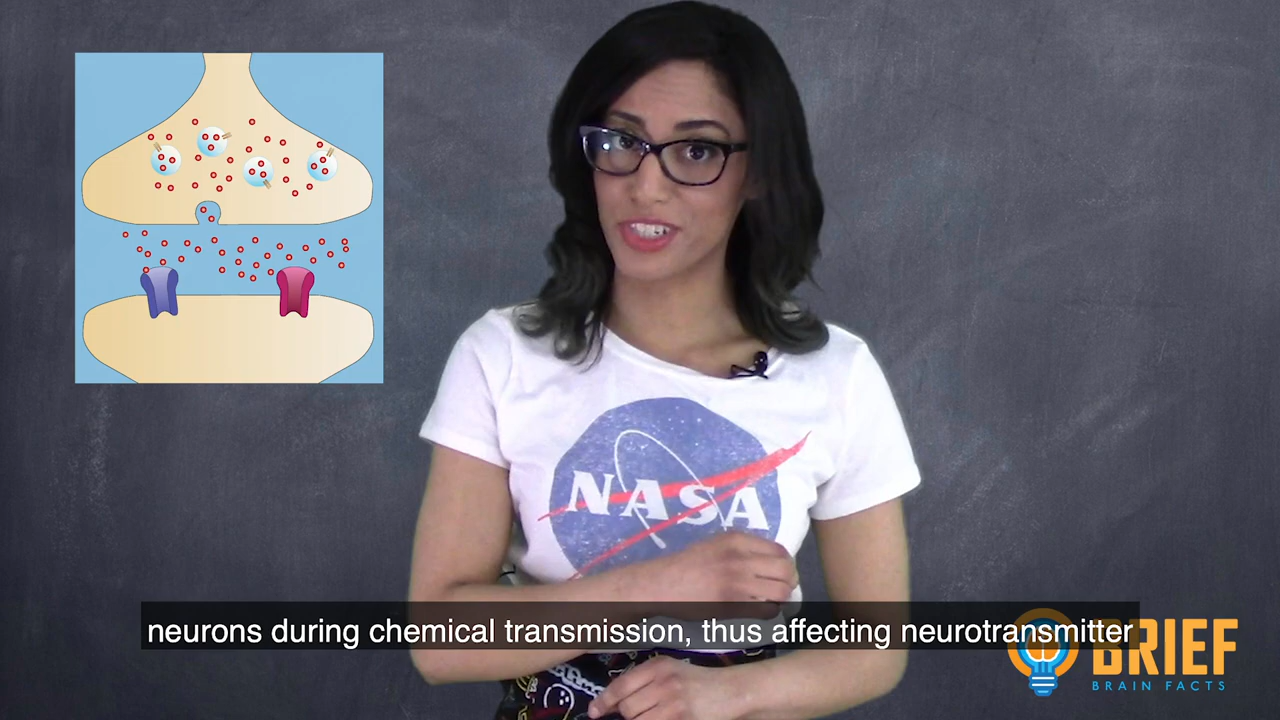 NASA
neurons during chemical transmission, thus affecting neurotransmitter
BRIEF
BRAIN FACTS